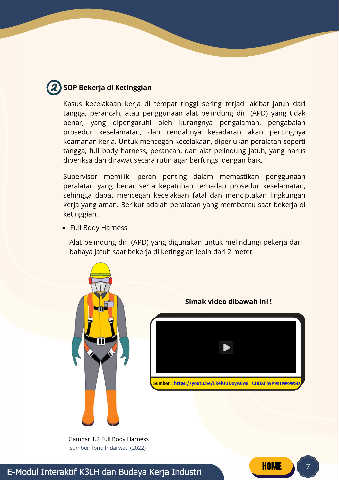 2 SOP Bekerja di Ketinggian
Kasus kecelakaan kerja di tempat tinggi sering terjadi akibat jatuh dari
tangga, perancah, atau penggunaan alat pelindung diri (APD) yang tidak
benar, yang dipengaruhi oleh kurangnya pengalaman, pengabaian
prosedur keselamatan, dan rendahnya kesadaran akan pentingnya
keamanan kerja. Untuk mencegah kecelakaan, diperlukan peralatan seperti
tangga, full body harness, perancah, dan alat pelindung jatuh, yang harus
diperiksa dan dirawat secara rutin agar berfungsi dengan baik.
Supervisor memiliki peran penting dalam memastikan penggunaan
peralatan yang benar serta kepatuhan terhadap prosedur keselamatan,
sehingga dapat mencegah kecelakaan fatal dan menciptakan lingkungan
kerja yang aman. Berikut adalah peralatan yang membantu saat bekerja di
ketinggian.
• Full Body Harness
Alat pelindung diri (APD) yang digunakan untuk melindungi pekerja dari
bahaya jatuh saat bekerja di ketinggian lebih dari 2 meter.
Simak video dibawah ini !
Sumber :
Gambar 1.2 Full Body Harness
Sumber: (2022)
HOME
7
E-Modul Interaktif K3LH dan Budaya Kerja Industri